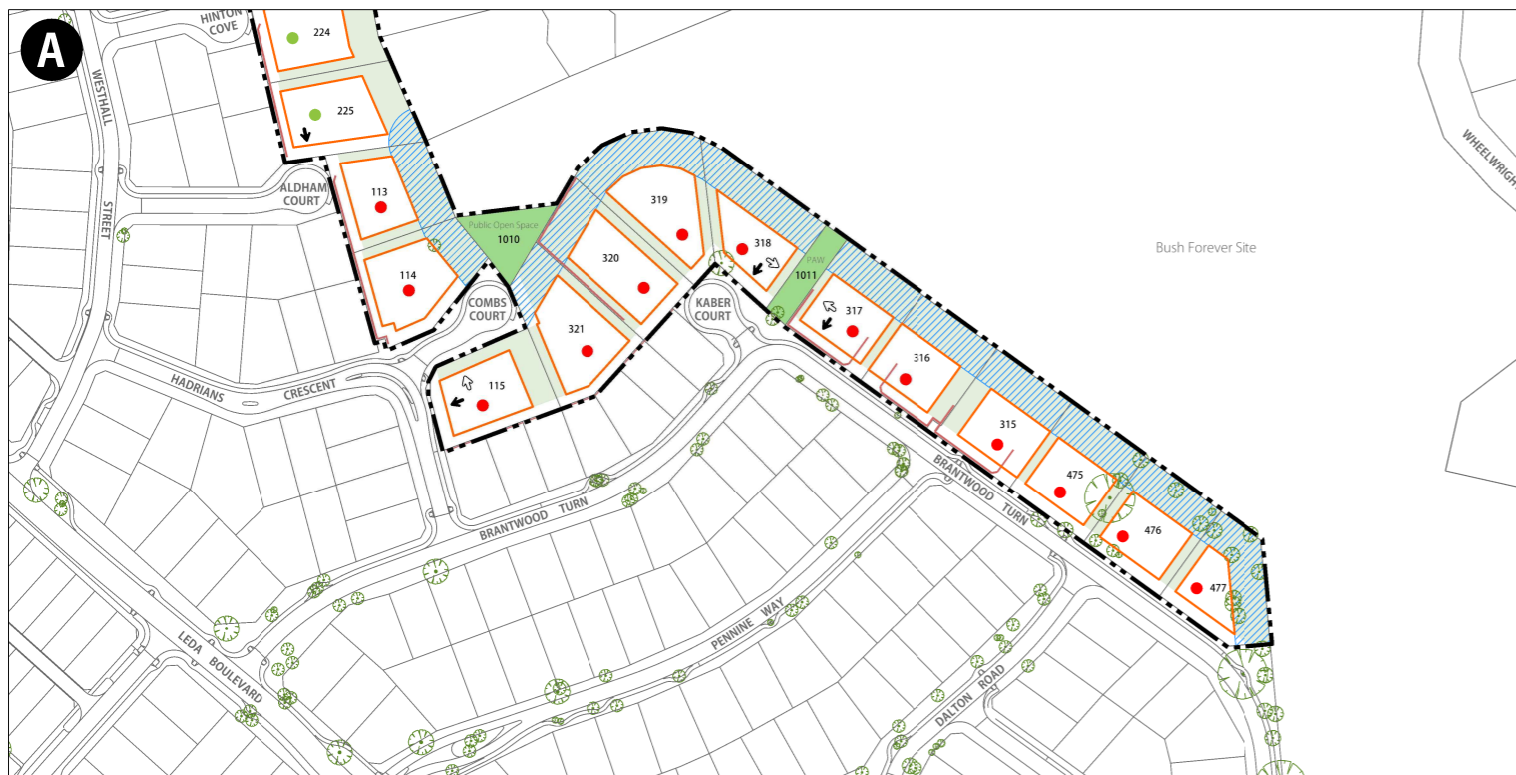 A
HINTON
COVE
224
225
WESTHALL
STREET
ALDHAM
COURT
113
114
Public Open Space
1010
COMBS
COURT
319
320
321
318
KABER
COURT
PAW
1011
317
316
315
475
476
477
115
HADRIANS
CRESCENT
BRANTWOOD TURN
BRANTWOOD
TURN
LEDA BOULEVARD
PENNINE WAY
DALTON ROAD
Bush Forever Site
WHEELWRIGHT